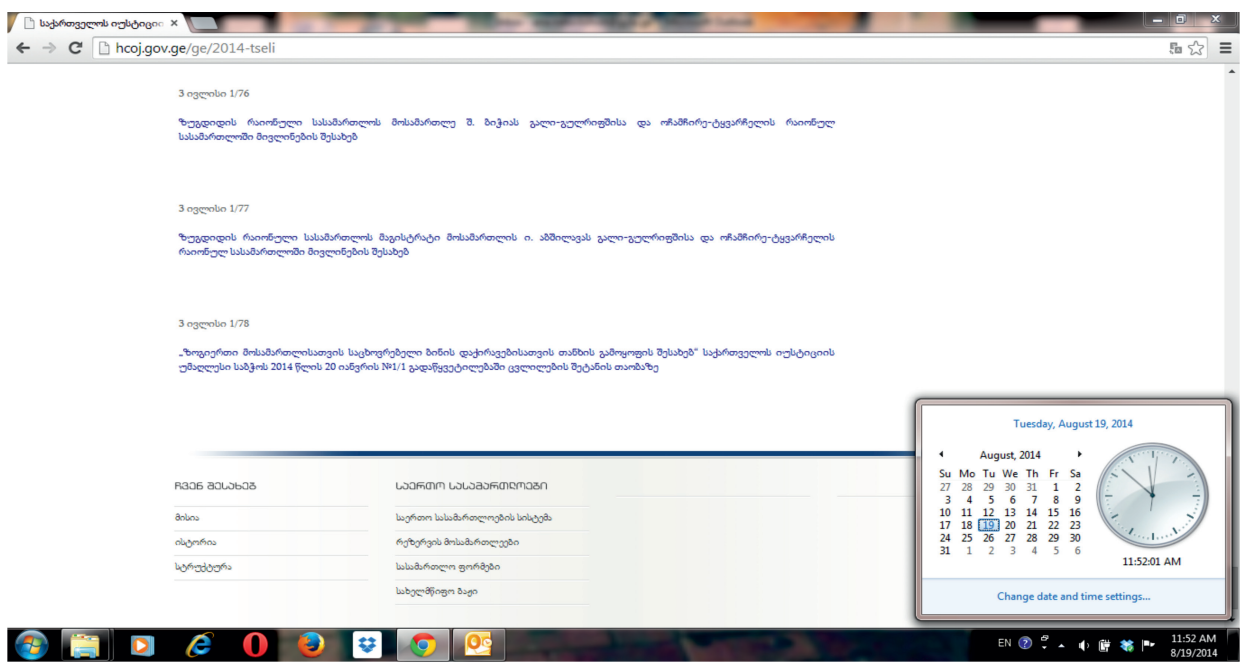 საქართველოს იუსტიციი
hcoj.gov.ge/ge/2014-tseli
3 ივლისი 1/76
ზუგდიდის რაიონული სასამართლოს მოსამართლე შ. ბიჭიას გალი-გულრიფშისა და ოჩამჩირე-ტყვარჩელის რაიონულ
სასამართლოში მივლინების შესახებ
3 ივლისი 1/77
ზუგდიდის რაიონული სასამართლოს მაგისტრატი მოსამართლის ი. აბშილავას გალი-გულრიფშისა და ოჩამჩირე-ტყვარჩელის
რაიონულ სასამართლოში მივლინების შესახებ
3 ივლისი 1/78
„ზოგიერთი მოსამართლისათვის საცხოვრებელი ბინის დაქირავებისათვის თანხის გამოყოფის შესახებ“ საქართველოს იუსტიციის
უმაღლესი საბჭოს 2014 წლის 20 იანვრის №1/1 გადაწყვეტილებაში ცვლილების შეტანის თაობაზე
ჩვენ შესახებ
მისია
ისტორია
სტრუქტურა
საერთო სასამართლოები
საერთო სასამართლოების სისტემა
რეზერვის მოსამართლეები
სასამართლო ფორმები
სახელმწიფო ბაჟი
Tuesday, August 19, 2014
August, 2014
Su Mo Tu We Th Fr Sa
27 28 29 30 31 1 2
3 4 5 6 7 8 9
10 11 12 13 14 15 16
17 18 19 20 21 22 23
24 25 26 27 28 29 30
31 1 2 3 4 5 6
11:52:01 AM
Change date and time settings...
EN
11:52 AM
8/19/2014